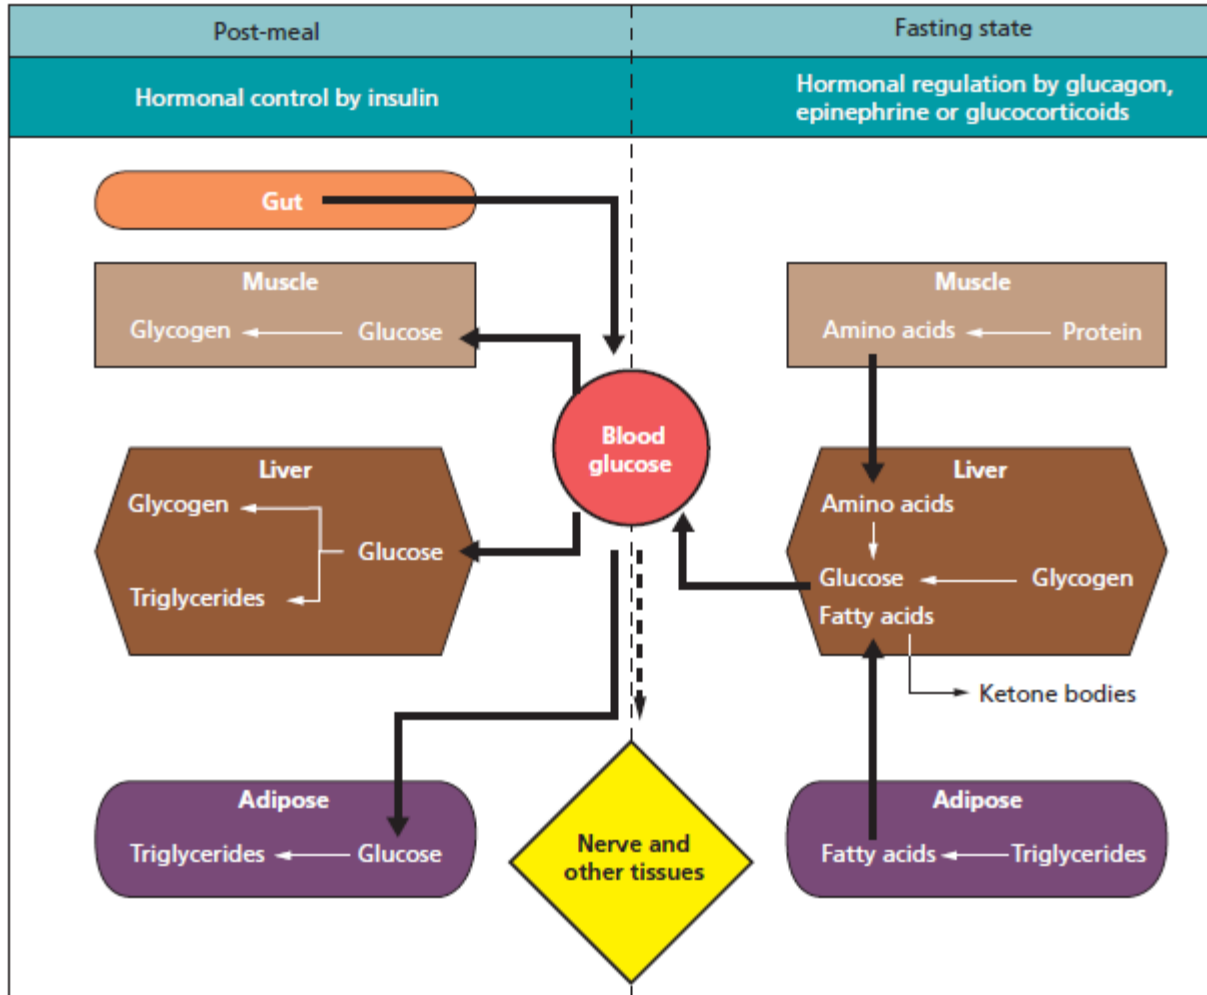 Post-meal
Fasting state
Hormonal control by insulin
Hormonal regulation by glucagon,
epinephrine or glucocorticoids
Gut
Muscle
Glycogen
Glucose
Muscle
Amino acids
Protein
Blood
glucose
Liver
Glycogen
Glucose
Triglycerides
Liver
Amino acids
Glucose
Glycogen
Fatty acids
Ketone bodies
Adipose
Triglycerides
Glucose
Nerve and
other tissues
Adipose
Fatty acids
Triglycerides